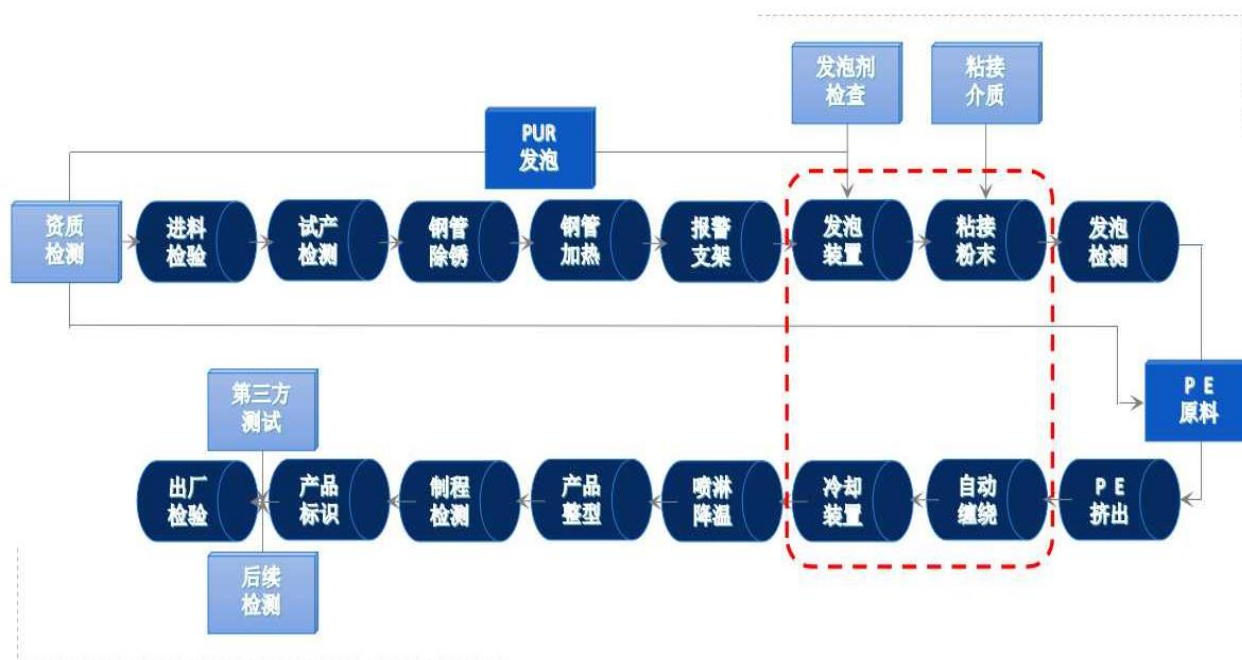 发泡剂
检查
粘接
介质
PUR
发泡
资质
检测
进料
检验
试产
检测
钢管
除锈
钢管
加热
报警
支架
发泡
装置
粘接
粉末
发泡
检测
第三方
测试
P E
原料
出厂
检验
产品
标识
制程
检测
产品
整型
喷淋
降温
冷却
装置
自动
缠绕
P E
挤出
后续
检测